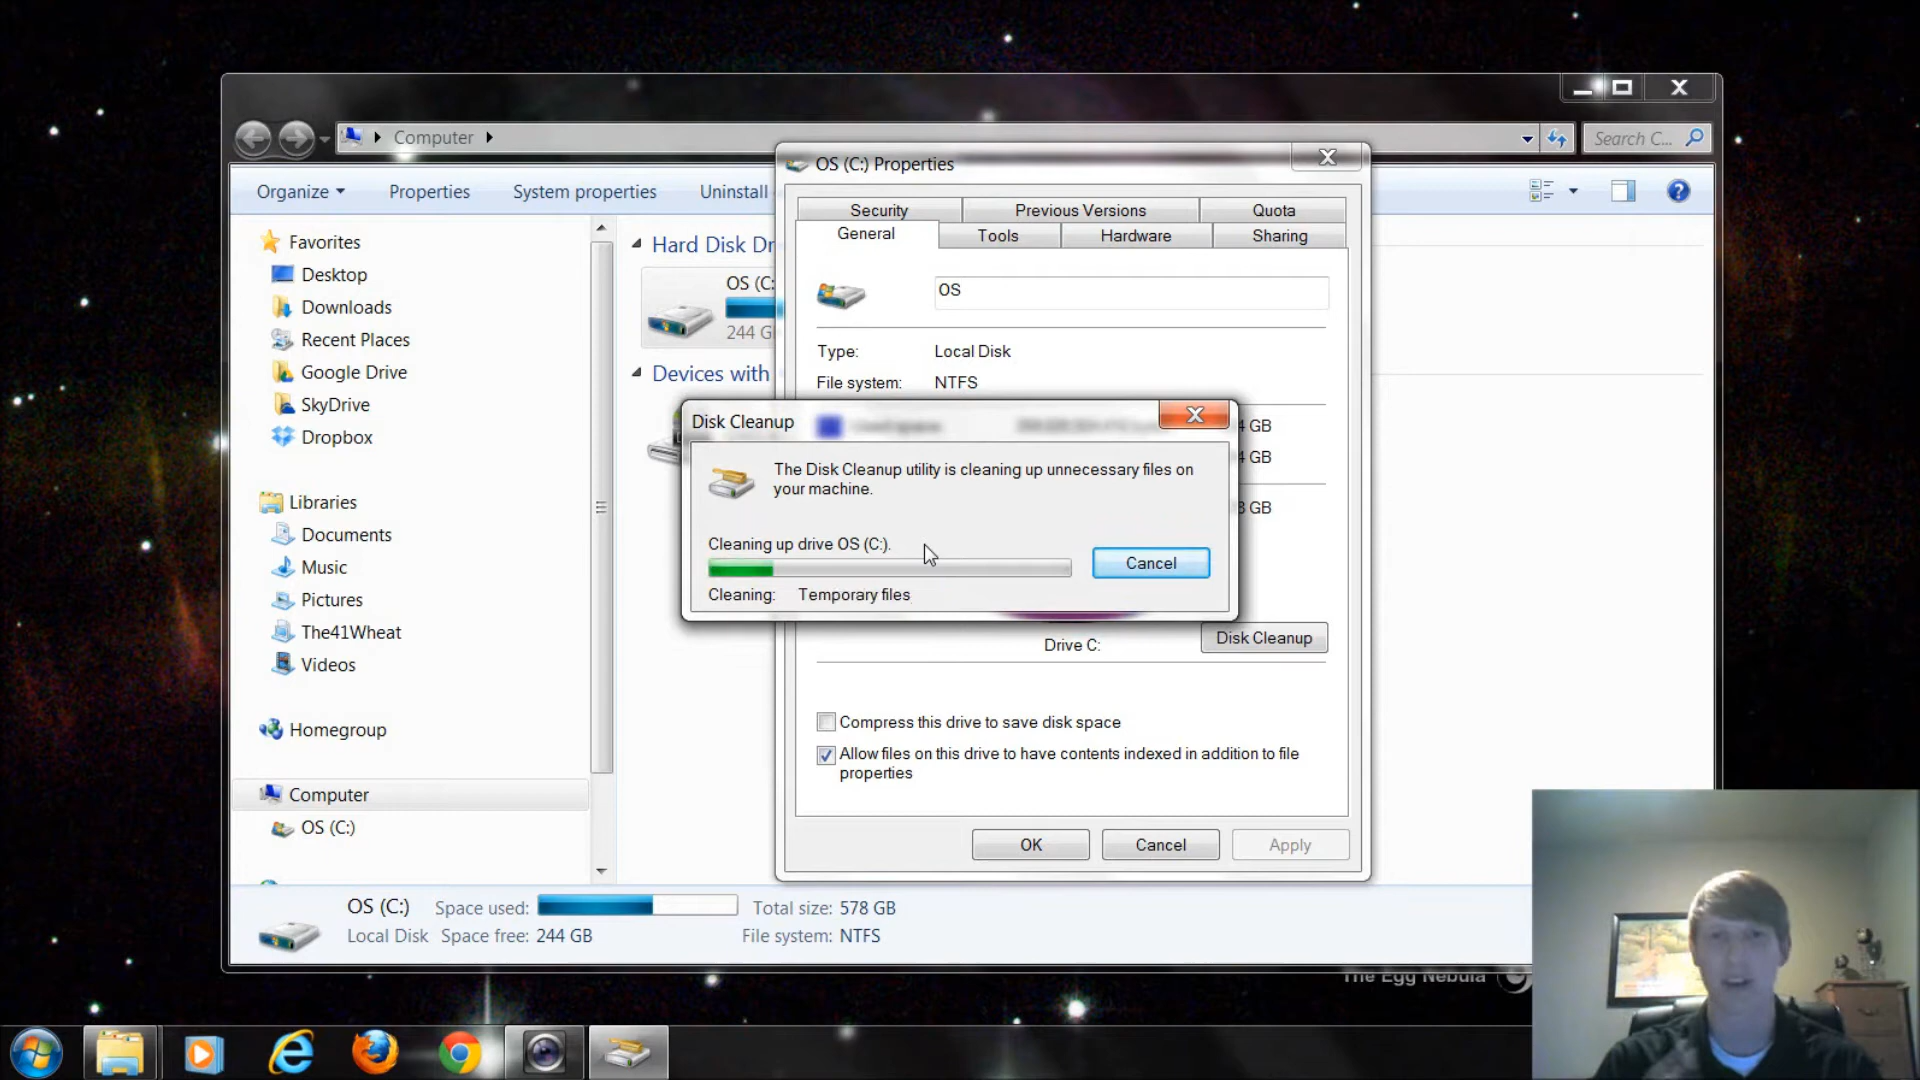 Computer
Search C...
Organize
Properties
System properties
Uninstall
Favorites
Desktop
Downloads
Recent Places
Google Drive
SkyDrive
Dropbox
Libraries
Documents
Music
Pictures
The41Wheat
Videos
Homegroup
Computer
OS (C:)
Hard Disk Dr
OS (C:
244 G
Devices with
OS (C:) Properties
Security
Previous Versions
Quota
General
Tools
Hardware
Sharing
OS
Type:
Local Disk
File system:
NTFS
4 GB
4 GB
8 GB
Disk Cleanup
The Disk Cleanup utility is cleaning up unnecessary files on
your machine.
Cleaning up drive OS (C:).
Cancel
Cleaning:
Temporary files
Drive C:
Disk Cleanup
Compress this drive to save disk space
Allow files on this drive to have contents indexed in addition to file
properties
OK
Cancel
Apply
OS (C:)
Space used:
Total size: 578 GB
Local Disk
Space free: 244 GB
File system: NTFS
The Egg Nebula